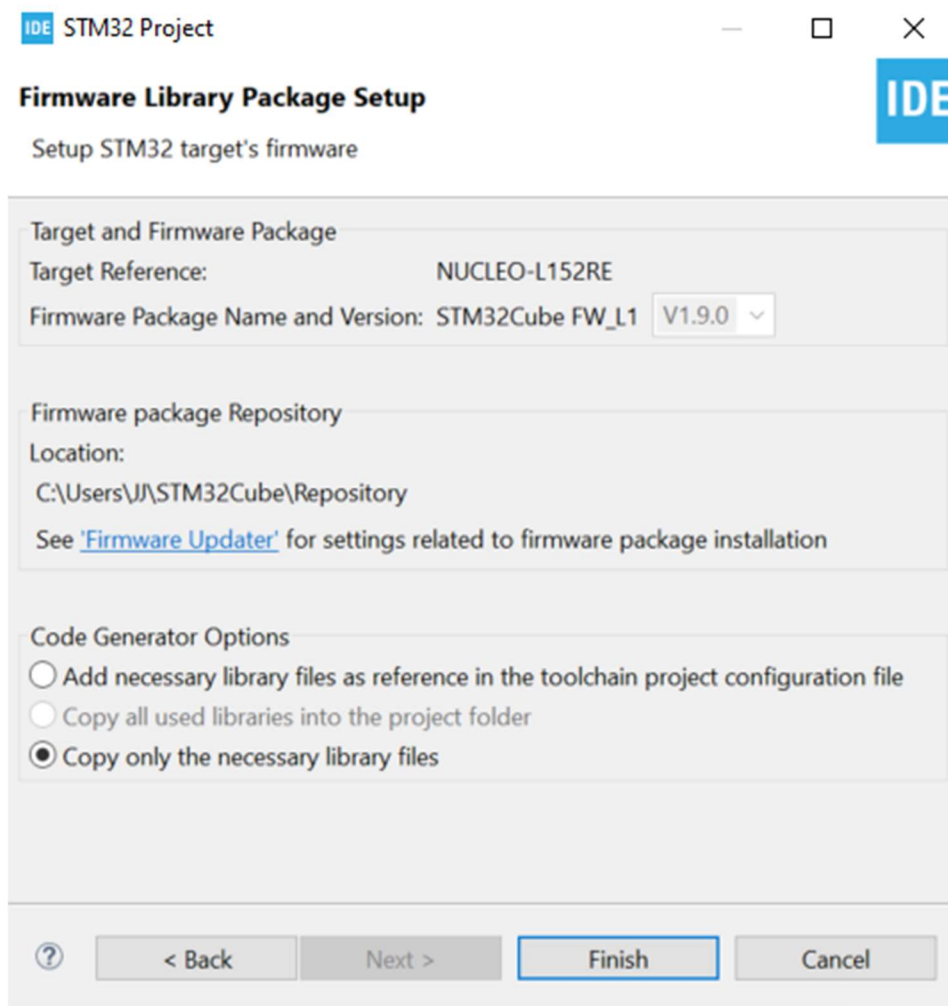 IDE STM32 Project
Firmware Library Package Setup
IDE
Setup STM32 target's firmware
Target and Firmware Package
Target Reference: NUCLEO-L152RE
Firmware Package Name and Version: STM32Cube FW_L1 V1.9.0
Firmware package Repository
Location:
C:\Users\JJ\STM32Cube\Repository
See 'Firmware Updater' for settings related to firmware package installation
Code Generator Options
Add necessary library files as reference in the toolchain project configuration file
Copy all used libraries into the project folder
Copy only the necessary library files
? < Back Next > Finish Cancel